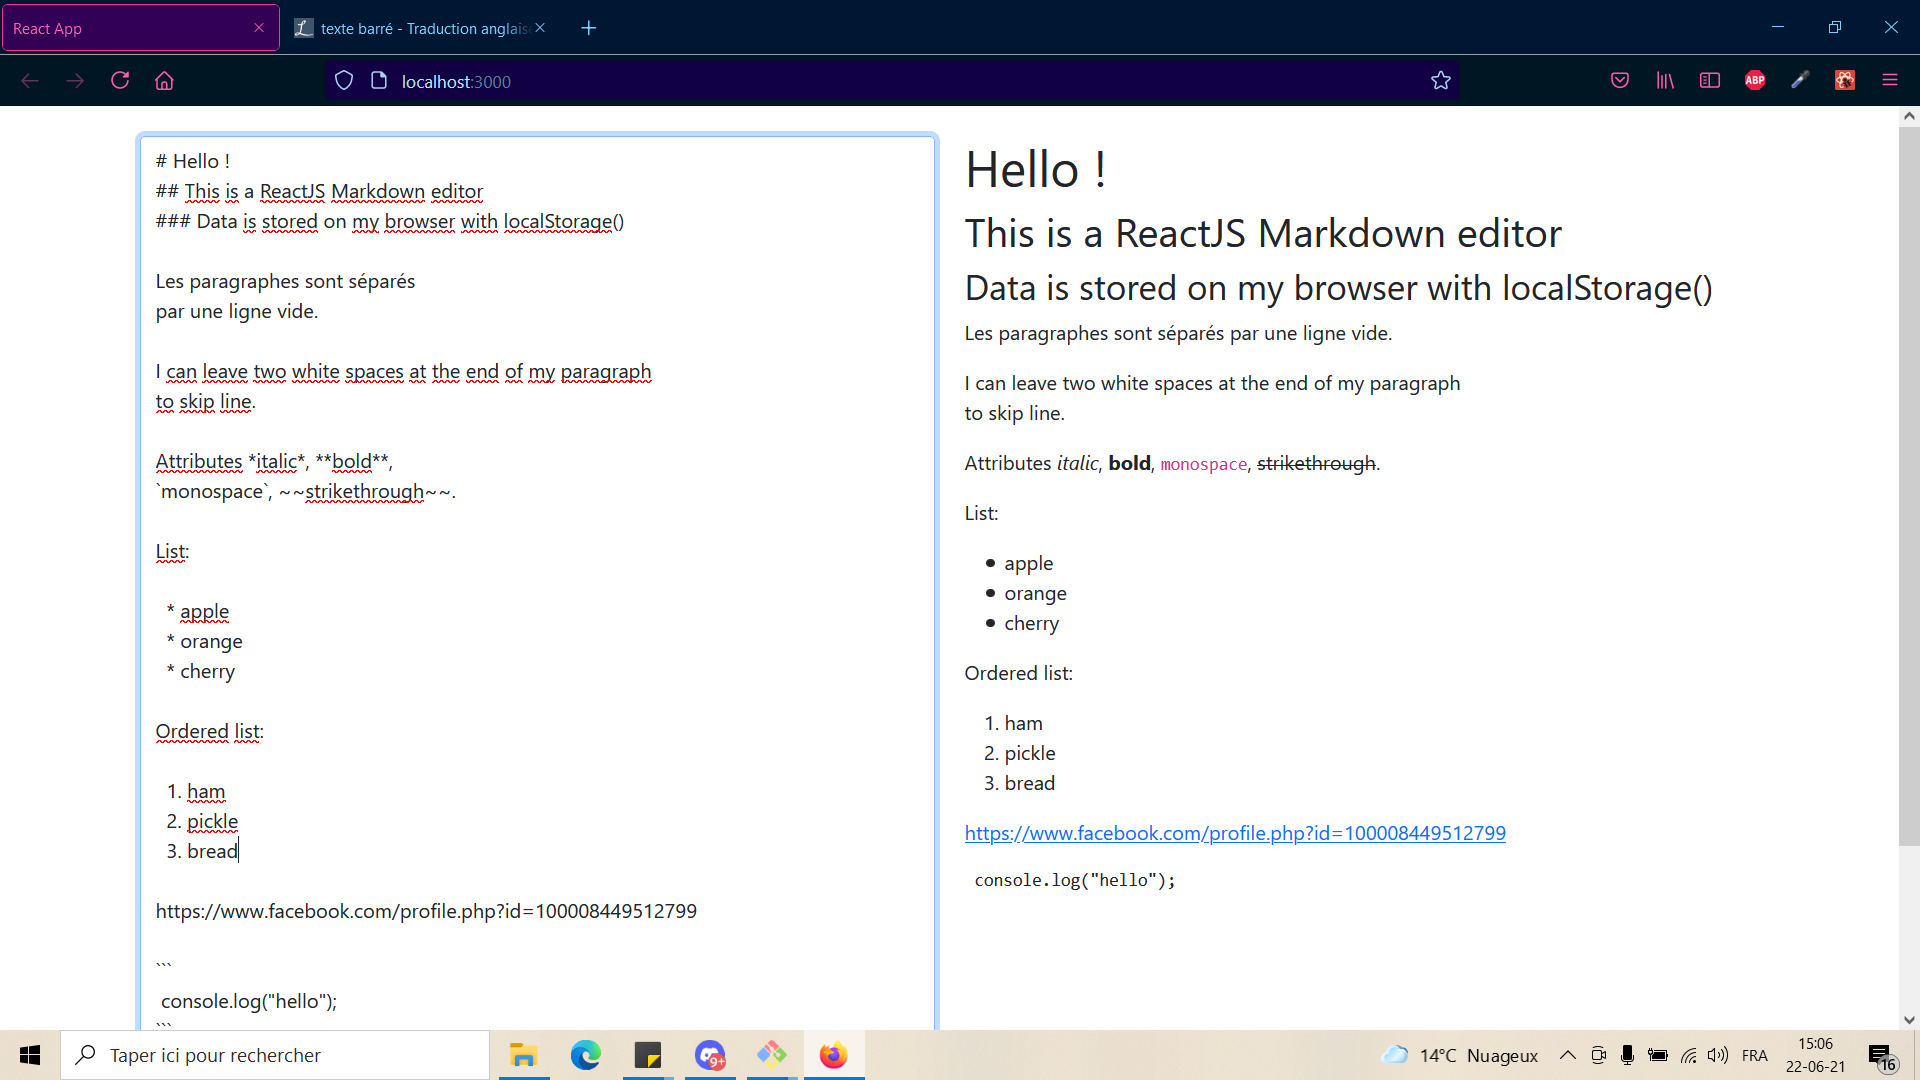 React App
texte barré - Traduction anglais
localhost:3000
ABP
# Hello !
## This is a ReactJS Markdown editor
### Data is stored on my browser with localStorage()
Les paragraphes sont séparés
par une ligne vide.
I can leave two white spaces at the end of my paragraph
to skip line.
Attributes *italic*, **bold**,
`monospace`, ~~strikethrough~~.
List:
* apple
* orange
* cherry
Ordered list:
1. ham
2. pickle
3. bread
https://www.facebook.com/profile.php?id=100008449512799
```
console.log("hello");
```
Hello !
This is a ReactJS Markdown editor
Data is stored on my browser with localStorage()
Les paragraphes sont séparés par une ligne vide.
I can leave two white spaces at the end of my paragraph
to skip line.
Attributes italic, bold, monospace, strikethrough.
List:
• apple
• orange
• cherry
Ordered list:
1. ham
2. pickle
3. bread
https://www.facebook.com/profile.php?id=100008449512799
console.log("hello");
Taper ici pour rechercher
9+
14°C Nuageux
FRA
15:06
22-06-21
16